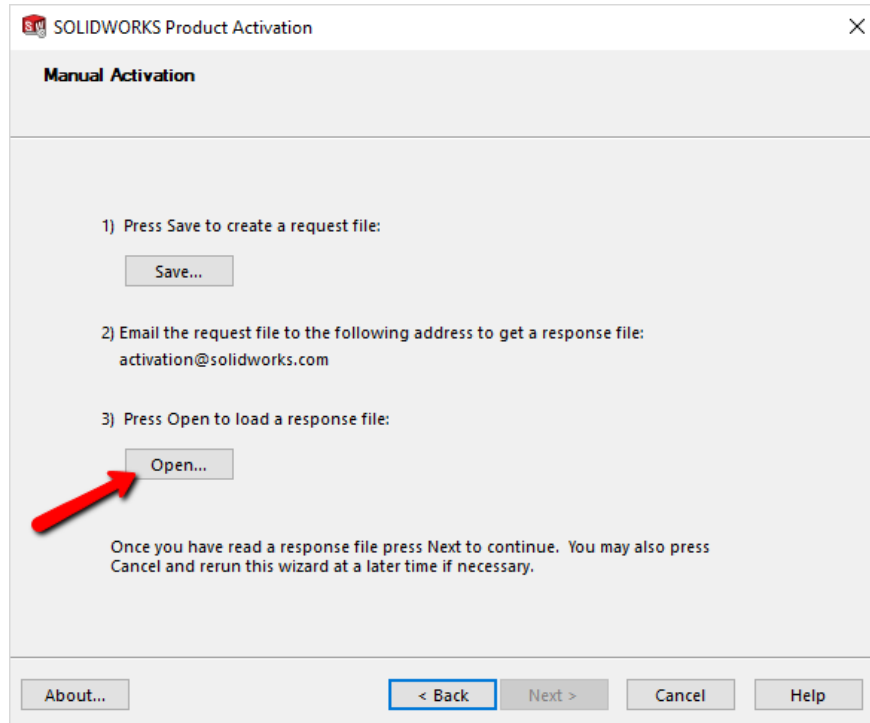 SW SOLIDWORKS Product Activation
Manual Activation
1) Press Save to create a request file:
Save...
2) Email the request file to the following address to get a response file:
activation@solidworks.com
3) Press Open to load a response file:
Open...
Once you have read a response file press Next to continue. You may also press
Cancel and rerun this wizard at a later time if necessary.
About... < Back Next > Cancel Help